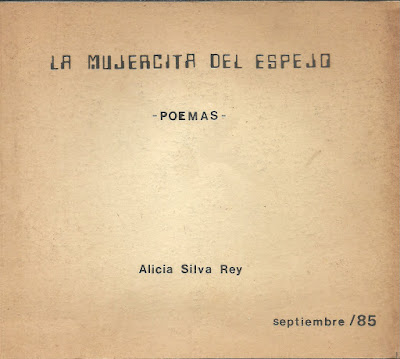 LA MUJERCITA DEL ESPEJO
-POEMAS-
Alicia Silva Rey
septiembre /85